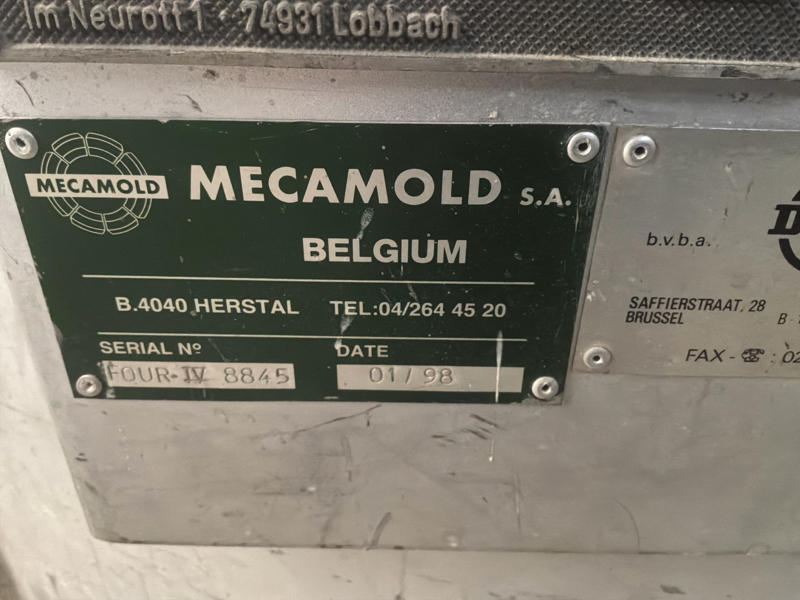 Im Neurott 1 · 74931 Lobbach
MECAMOLD
MECAMOLD S.A.
BELGIUM
B.4040 HERSTAL TEL:04/264 45 20
SERIAL Nº DATE
FOUR-IV 8845 01/98
b.v.b.a.
SAFFIERSTRAAT, 28
BRUSSEL B -
FAX - ☎ : 02